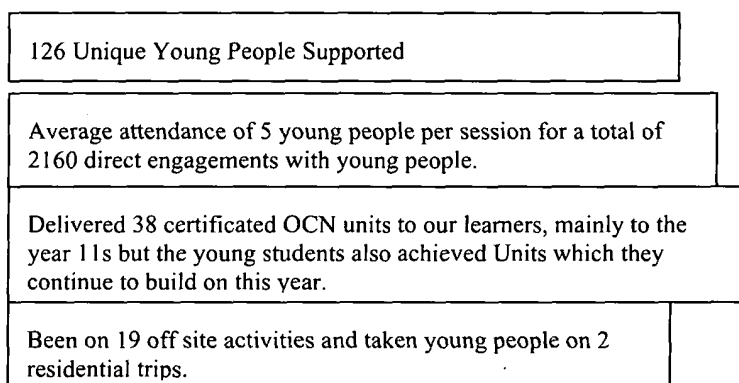 126 Unique Young People Supported
Average attendance of 5 young people per session for a total of
2160 direct engagements with young people.
Delivered 38 certificated OCN units to our learners, mainly to the
year 11s but the young students also achieved Units which they
continue to build on this year.
Been on 19 off site activities and taken young people on 2
residential trips.